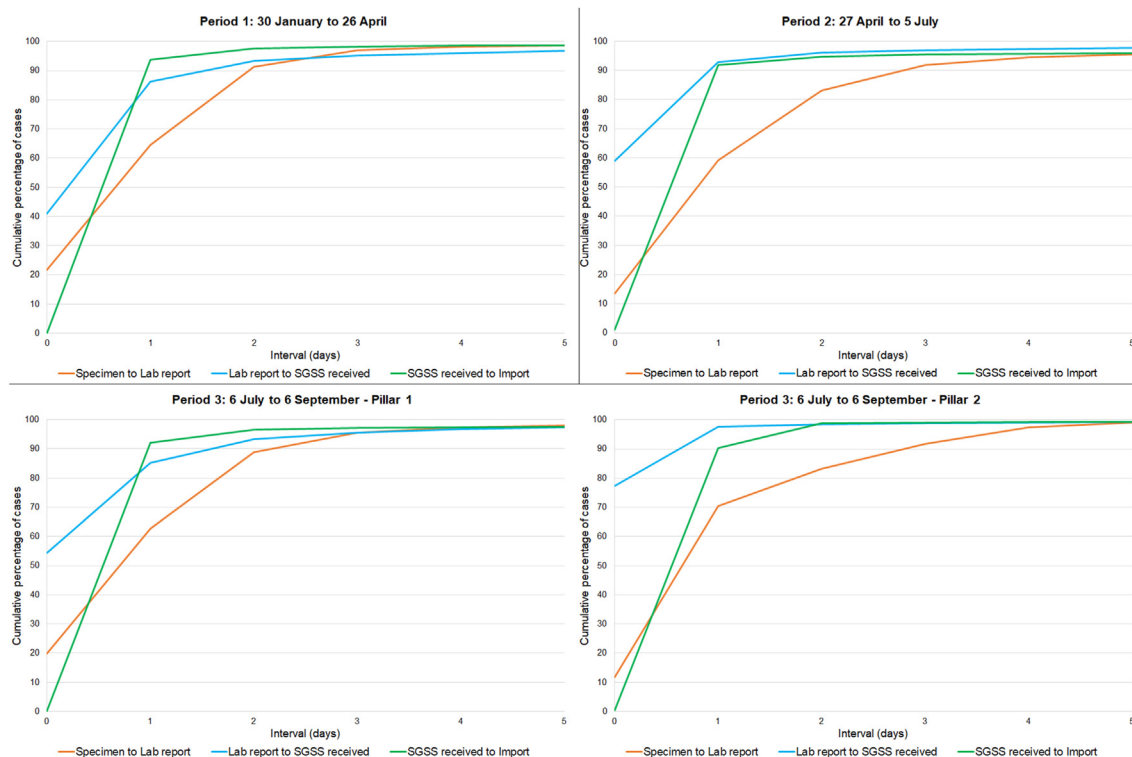 Period 1: 30 January to 26 April
Cumulative percentage of cases
100
90
80
70
60
50
40
30
20
10
0
0 1 2 3 4 5
Interval (days)
Specimen to Lab report Lab report to SGSS received SGSS received to Import
Period 2: 27 April to 5 July
Cumulative percentage of cases
100
90
80
70
60
50
40
30
20
10
0
0 1 2 3 4 5
Interval (days)
Specimen to Lab report Lab report to SGSS received SGSS received to Import
Period 3: 6 July to 6 September - Pillar 1
Cumulative percentage of cases
100
90
80
70
60
50
40
30
20
10
0
0 1 2 3 4 5
Interval (days)
Specimen to Lab report Lab report to SGSS received SGSS received to Import
Period 3: 6 July to 6 September - Pillar 2
Cumulative percentage of cases
100
90
80
70
60
50
40
30
20
10
0
0 1 2 3 4 5
Interval (days)
Specimen to Lab report Lab report to SGSS received SGSS received to Import